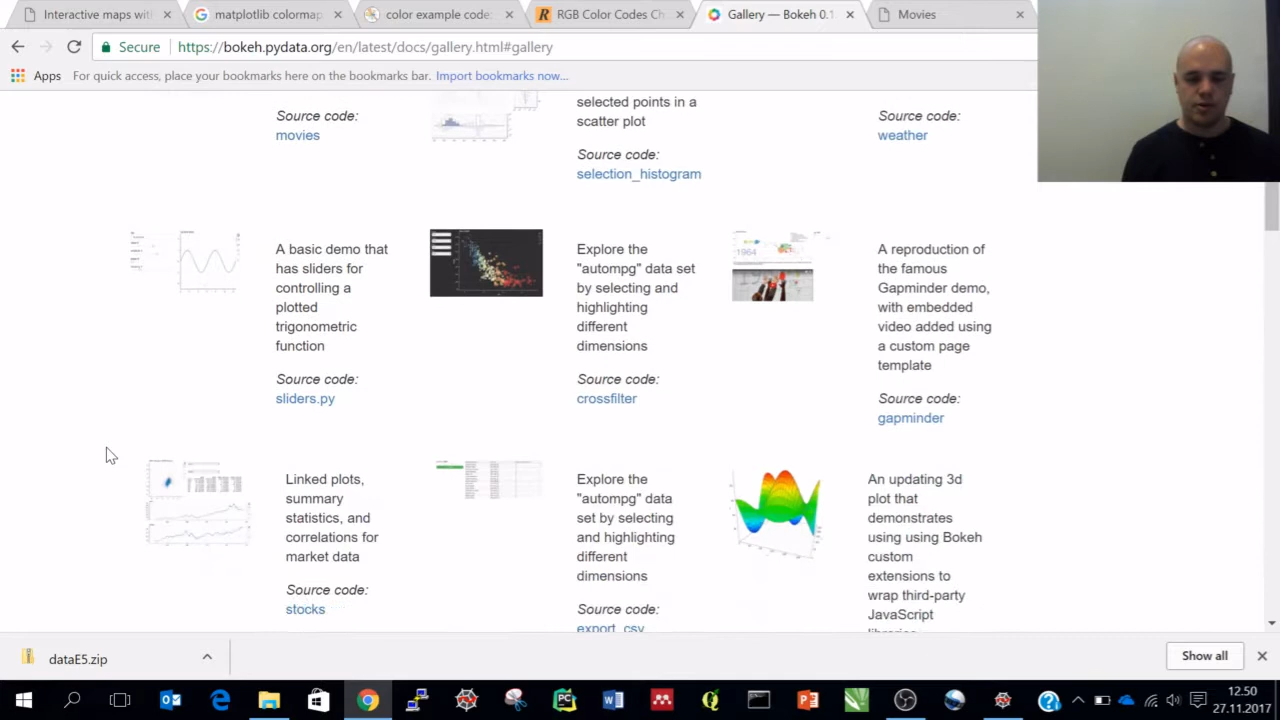 Interactive maps with
matplotlib colormap
color example code:
RGB Color Codes Ch
Gallery — Bokeh 0.1
Movies
Secure
https://bokeh.pydata.org/en/latest/docs/gallery.html#gallery
Apps
For quick access, place your bookmarks here on the bookmarks bar.
Import bookmarks now...
Source code:
movies
selected points in a
scatter plot
Source code:
selection_histogram
Source code:
weather
A basic demo that
has sliders for
controlling a
plotted
trigonometric
function
Source code:
sliders.py
Explore the
"autompg" data set
by selecting and
highlighting
different
dimensions
Source code:
crossfilter
1964
A reproduction of
the famous
Gapminder demo,
with embedded
video added using
a custom page
template
Source code:
gapminder
Linked plots,
summary
statistics, and
correlations for
market data
Source code:
stocks
Explore the
"autompg" data
set by selecting
and highlighting
different
dimensions
Source code:
export_csv
An updating 3d
plot that
demonstrates
using using Bokeh
custom
extensions to
wrap third-party
JavaScript
libraries
dataE5.zip
Show all
12.50
27.11.2017